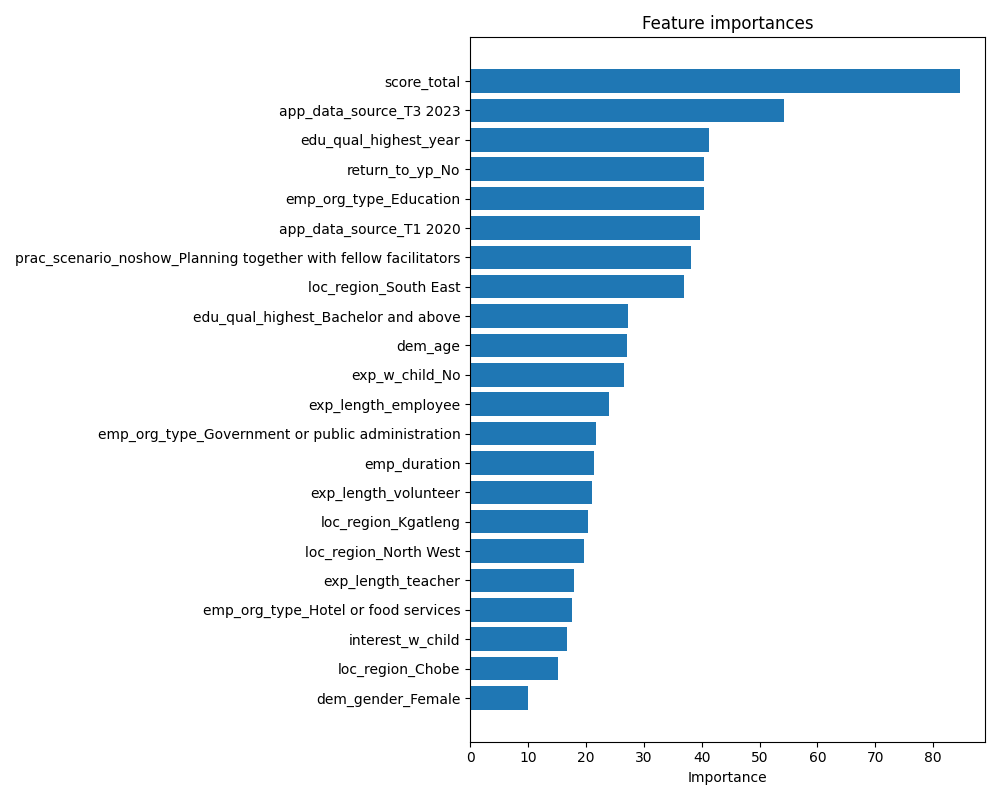 Feature importances
score_total
app_data_source_T3 2023
edu_qual_highest_year
return_to_yp_No
emp_org_type_Education
app_data_source_T1 2020
prac_scenario_noshow_Planning together with fellow facilitators
loc_region_South East
edu_qual_highest_Bachelor and above
dem_age
exp_w_child_No
exp_length_employee
emp_org_type_Government or public administration
emp_duration
exp_length_volunteer
loc_region_Kgatleng
loc_region_North West
exp_length_teacher
emp_org_type_Hotel or food services
interest_w_child
loc_region_Chobe
dem_gender_Female
0 10 20 30 40 50 60 70 80
Importance